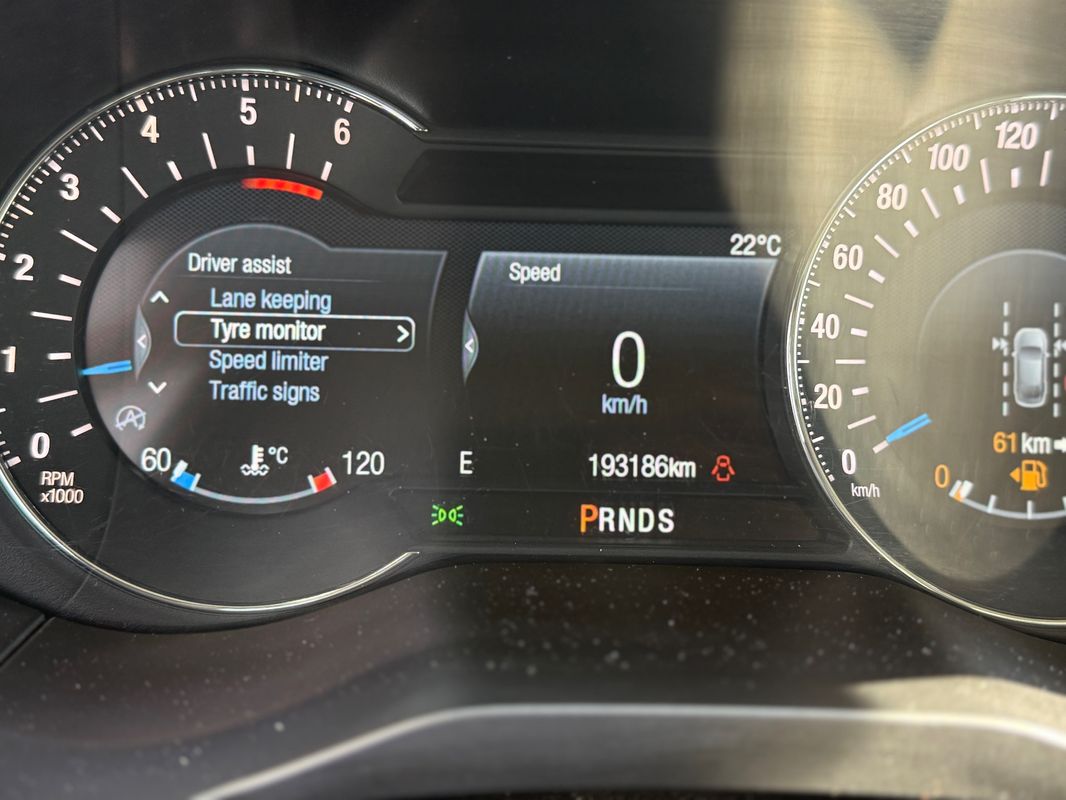 5
4
6
3
2
1
0
RPM
x1000
Driver assist
Lane keeping
Tyre monitor
Speed limiter
Traffic signs
60
°C
120
22°C
Speed
0
km/h
E
193186km
PRNDS
120
100
80
60
40
20
0
km/h
61 km
0